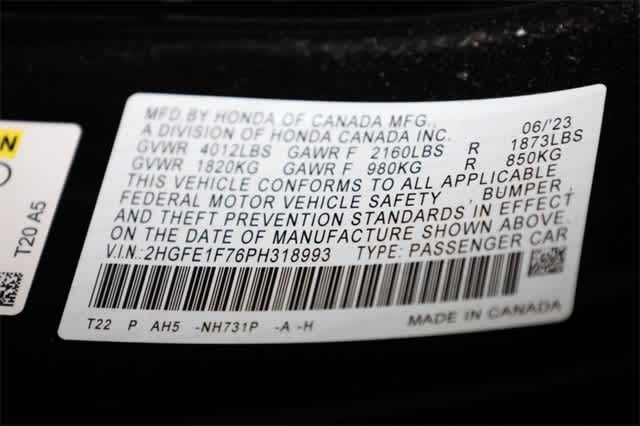 MFD.BY HONDA OF CANADA MFG., 06/'23
A DIVISION OF HONDA CANADA INC.
GVWR 4012LBS GAWR F 2160LBS R 1873LBS
GVWR 1820KG GAWR F 980KG R 850KG
THIS VEHICLE CONFORMS TO ALL APPLICABLE
FEDERAL MOTOR VEHICLE SAFETY, BUMPER,
AND THEFT PREVENTION STANDARDS IN EFFECT
ON THE DATE OF MANUFACTURE SHOWN ABOVE.
V.I.N.:2HGFE1F76PH318993 TYPE: PASSENGER CAR
T22 P AH5 -NH731P -A -H MADE IN CANADA
T20 A5